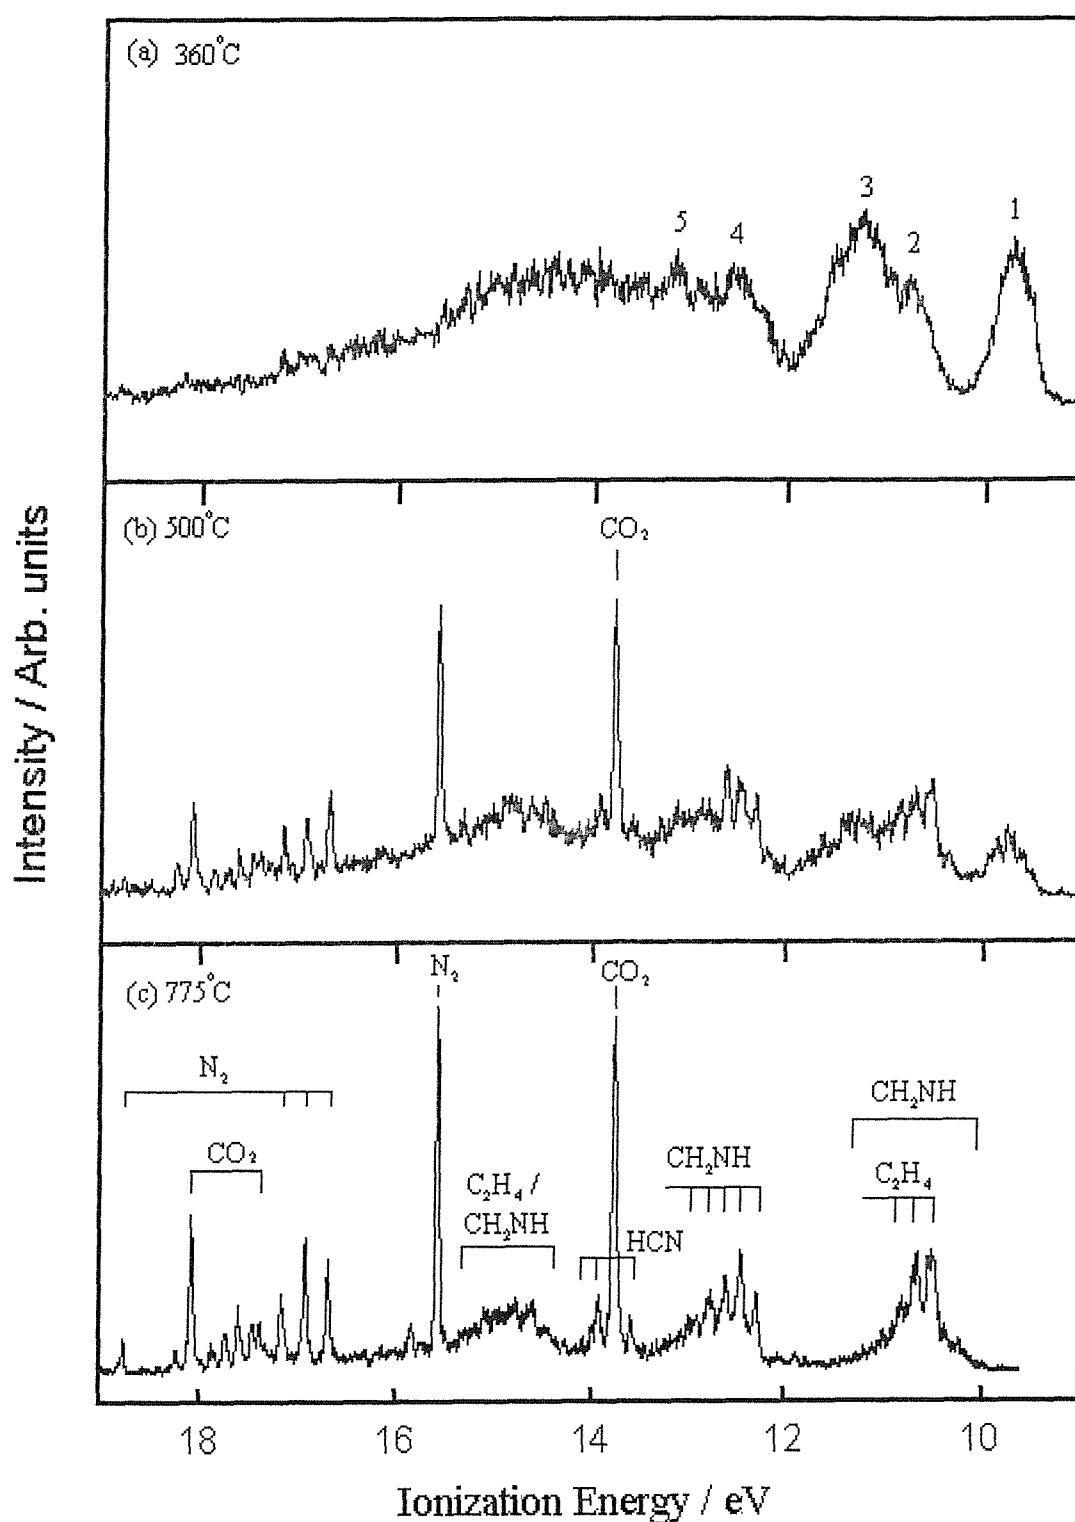 (a) 360°C
3
1
5
4
2
(b) 500°C
CO₂
Intensity / Arb. units
(c) 775°C
N₂
CO₂
N₂
CH₂NH
CO₂
CH₂NH
C₂H₄
C₂H₄ /
CH₂NH
HCN
18
16
14
12
10
Ionization Energy / eV